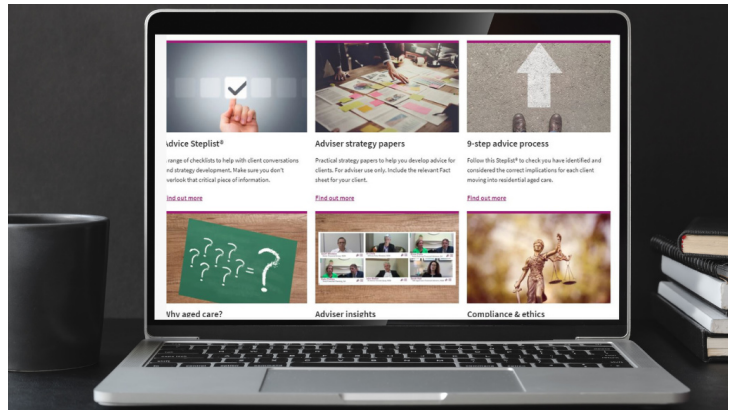 Advice Steplist®
range of checklists to help with client conversations
nd strategy development. Make sure you don't
verlook that critical piece of information.
ind out more
Adviser strategy papers
Practical strategy papers to help you develop advice for
clients. For adviser use only. Include the relevant Fact
sheet for your client.
Find out more
9-step advice process
Follow this Steplist® to check you have identified and
considered the correct implications for each client
moving into residential aged care.
Find out more
? ? ? ? ? ? ? = ?
Why aged care?
Adviser insights
Compliance & ethics